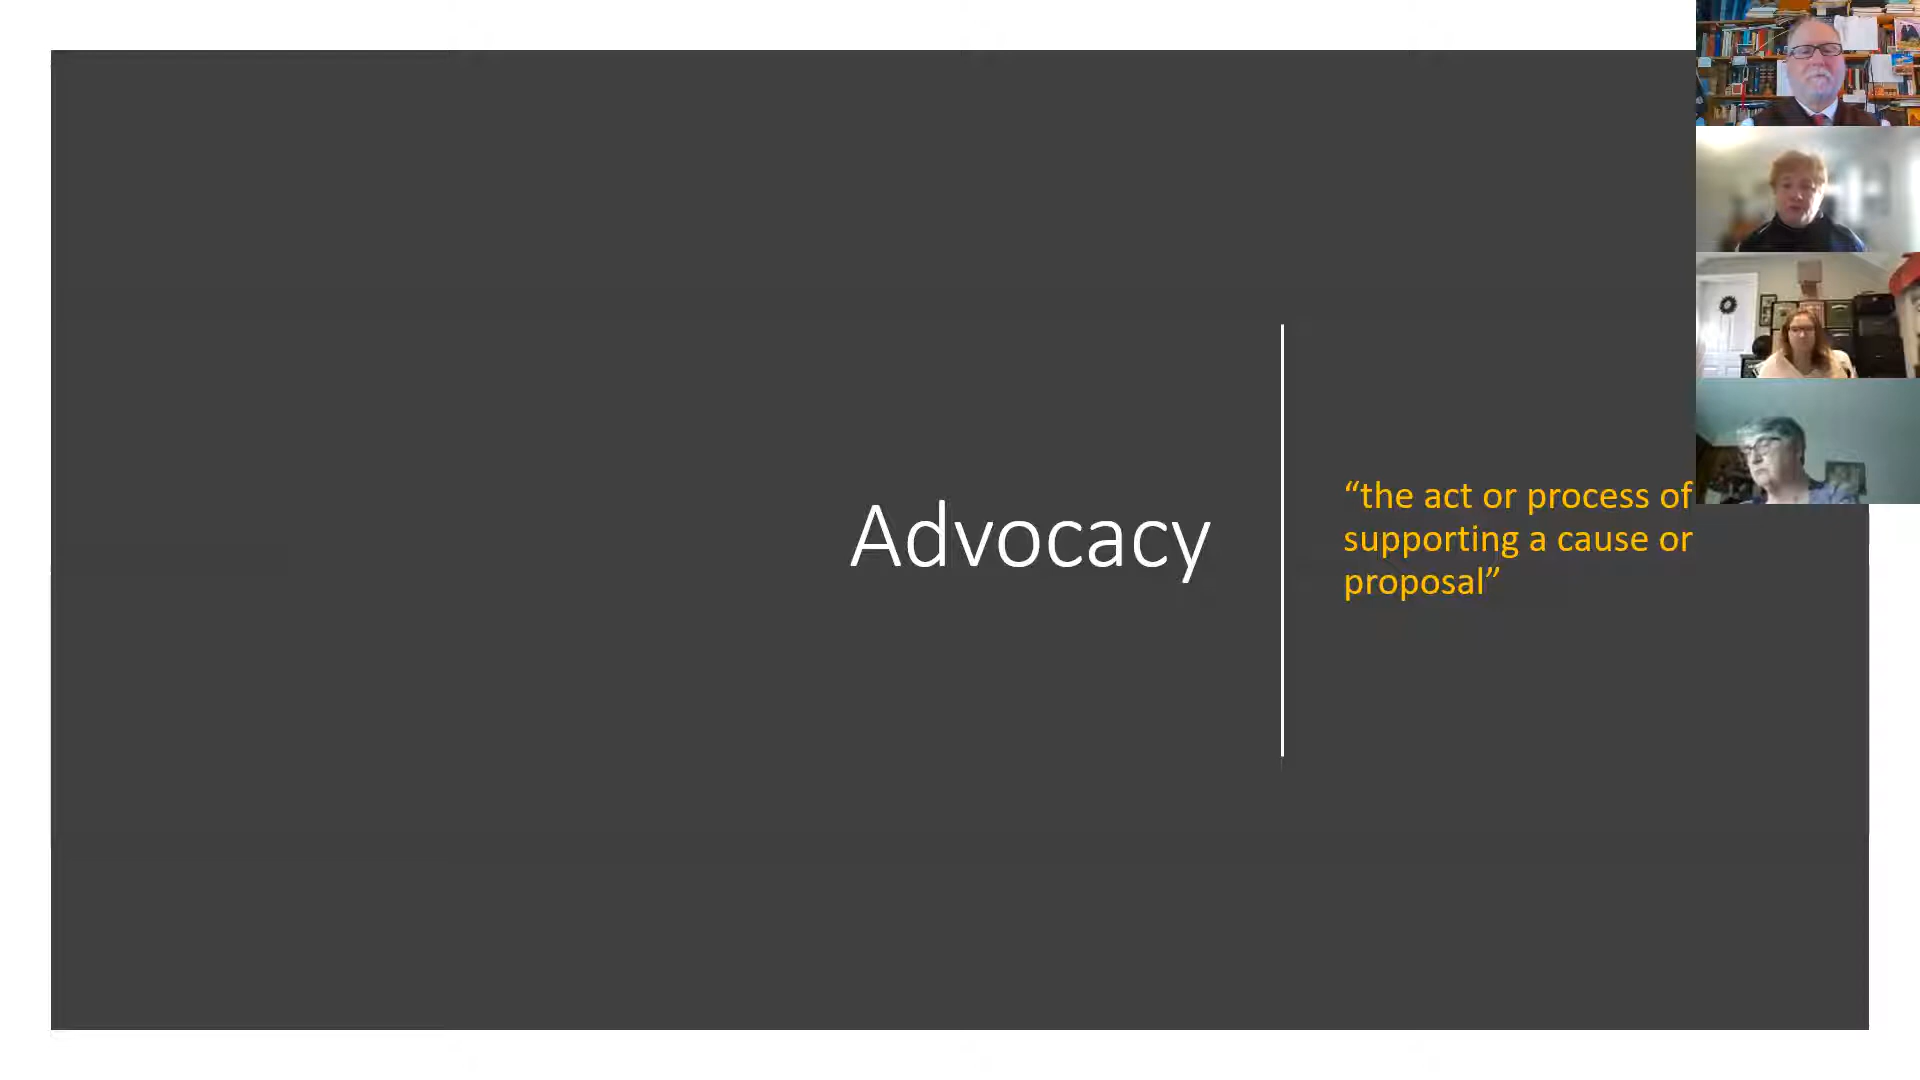 Advocacy
“the act or process of
supporting a cause or
proposal”